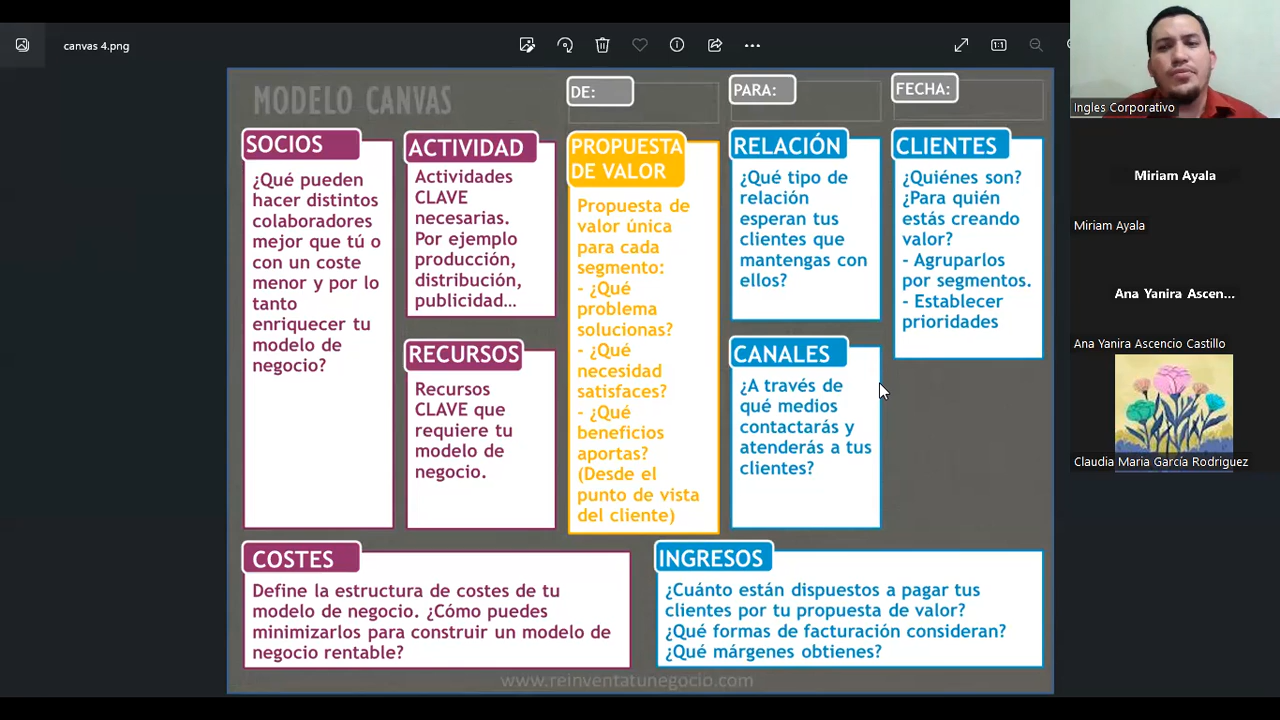 canvas 4.png
MODELO CANVAS
DE:
PARA:
FECHA:
SOCIOS
¿Qué pueden
hacer distintos
colaboradores
mejor que tú o
con un coste
menor y por lo
tanto
enriquecer tu
modelo de
negocio?
ACTIVIDAD
Actividades
CLAVE
necesarias.
Por ejemplo
producción,
distribución,
publicidad...
RECURSOS
Recursos
CLAVE que
requiere tu
modelo de
negocio.
PROPUESTA
DE VALOR
Propuesta de
valor única
para cada
segmento:
- ¿Qué
problema
solucionas?
- ¿Qué
necesidad
satisfaces?
- ¿Qué
beneficios
aportas?
(Desde el
punto de vista
del cliente)
RELACIÓN
¿Qué tipo de
relación
esperan tus
clientes que
mantengas con
ellos?
CANALES
¿A través de
qué medios
contactarás y
atenderás a tus
clientes?
CLIENTES
¿Quiénes son?
¿Para quién
estás creando
valor?
- Agruparlos
por segmentos.
- Establecer
prioridades
COSTES
Define la estructura de costes de tu
modelo de negocio. ¿Cómo puedes
minimizarlos para construir un modelo de
negocio rentable?
INGRESOS
¿Cuánto están dispuestos a pagar tus
clientes por tu propuesta de valor?
¿Qué formas de facturación consideran?
¿Qué márgenes obtienes?
www.reinventatunegocio.com
1:1
Ingles Corporativo
Miriam Ayala
Miriam Ayala
Ana Yanira Ascen...
Ana Yanira Ascencio Castillo
Claudia Maria García Rodriguez